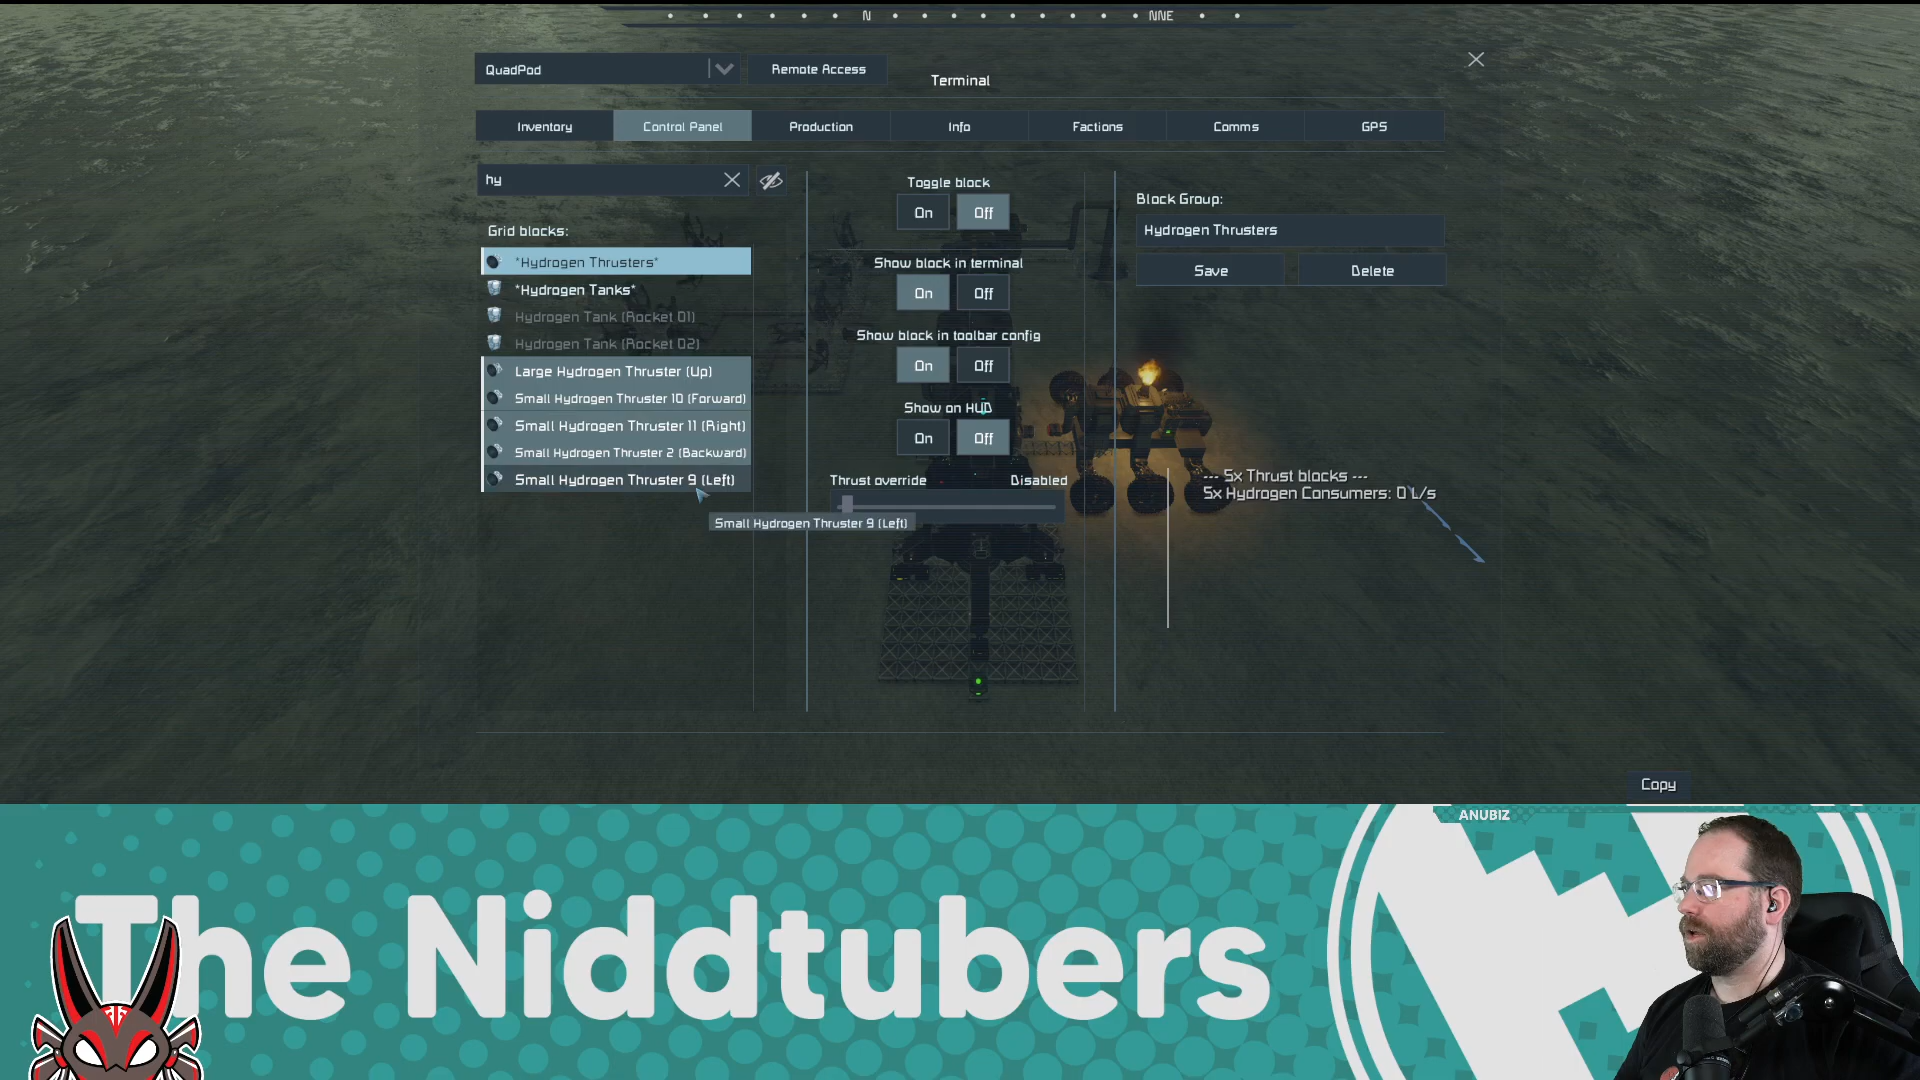 N
NNE
QuadPod
Remote Access
Terminal
Inventory
Control Panel
Production
Info
Factions
Comms
GPS
hy
Grid blocks:
*Hydrogen Thrusters*
*Hydrogen Tanks*
Hydrogen Tank (Rocket 01)
Hydrogen Tank (Rocket 02)
Large Hydrogen Thruster (Up)
Small Hydrogen Thruster 10 (Forward)
Small Hydrogen Thruster 11 (Right)
Small Hydrogen Thruster 2 (Backward)
Small Hydrogen Thruster 9 (Left)
Small Hydrogen Thruster 9 (Left)
Toggle block
On
Off
Show block in terminal
On
Off
Show block in toolbar config
On
Off
Show on HUD
On
Off
Thrust override
Disabled
Block Group:
Hydrogen Thrusters
Save
Delete
--- 5x Thrust blocks ---
5x Hydrogen Consumers: 0 L/s
Copy
ANUBIZ
The Niddtubers